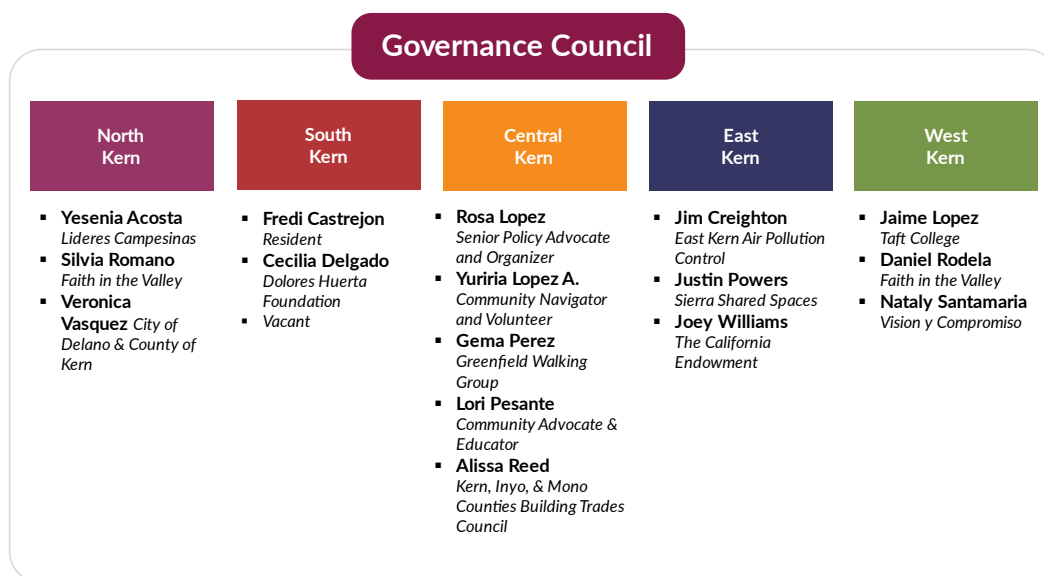 Governance Council
North
Kern
▪ Yesenia Acosta
Lideres Campesinas
▪ Silvia Romano
Faith in the Valley
▪ Veronica
Vasquez City of
Delano & County of
Kern
South
Kern
▪ Fredi Castrejon
Resident
▪ Cecilia Delgado
Dolores Huerta
Foundation
▪ Vacant
Central
Kern
▪ Rosa Lopez
Senior Policy Advocate
and Organizer
▪ Yuriria Lopez A.
Community Navigator
and Volunteer
▪ Gema Perez
Greenfield Walking
Group
▪ Lori Pesante
Community Advocate &
Educator
▪ Alissa Reed
Kern, Inyo, & Mono
Counties Building Trades
Council
East
Kern
▪ Jim Creighton
East Kern Air Pollution
Control
▪ Justin Powers
Sierra Shared Spaces
▪ Joey Williams
The California
Endowment
West
Kern
▪ Jaime Lopez
Taft College
▪ Daniel Rodela
Faith in the Valley
▪ Nataly Santamaria
Vision y Compromiso